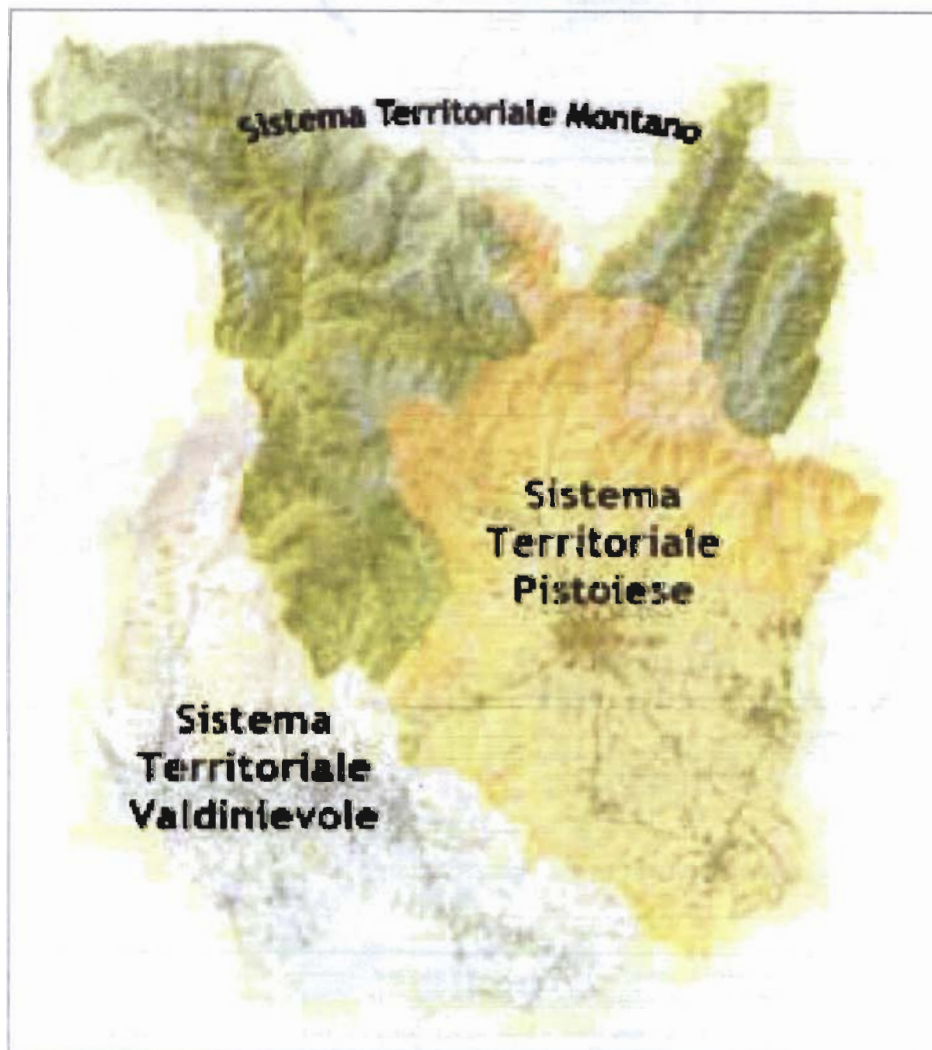 Sistema Territoriale Montano
Sistema
Territoriale
Pistoiese
Sistema
Territoriale
Valdinievole